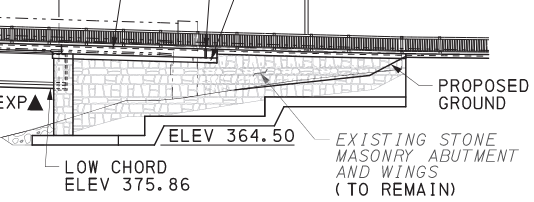 EXP▲
PROPOSED
GROUND
ELEV 364.50
EXISTING STONE
MASONRY ABUTMENT
AND WINGS
(TO REMAIN)
LOW CHORD
ELEV 375.86